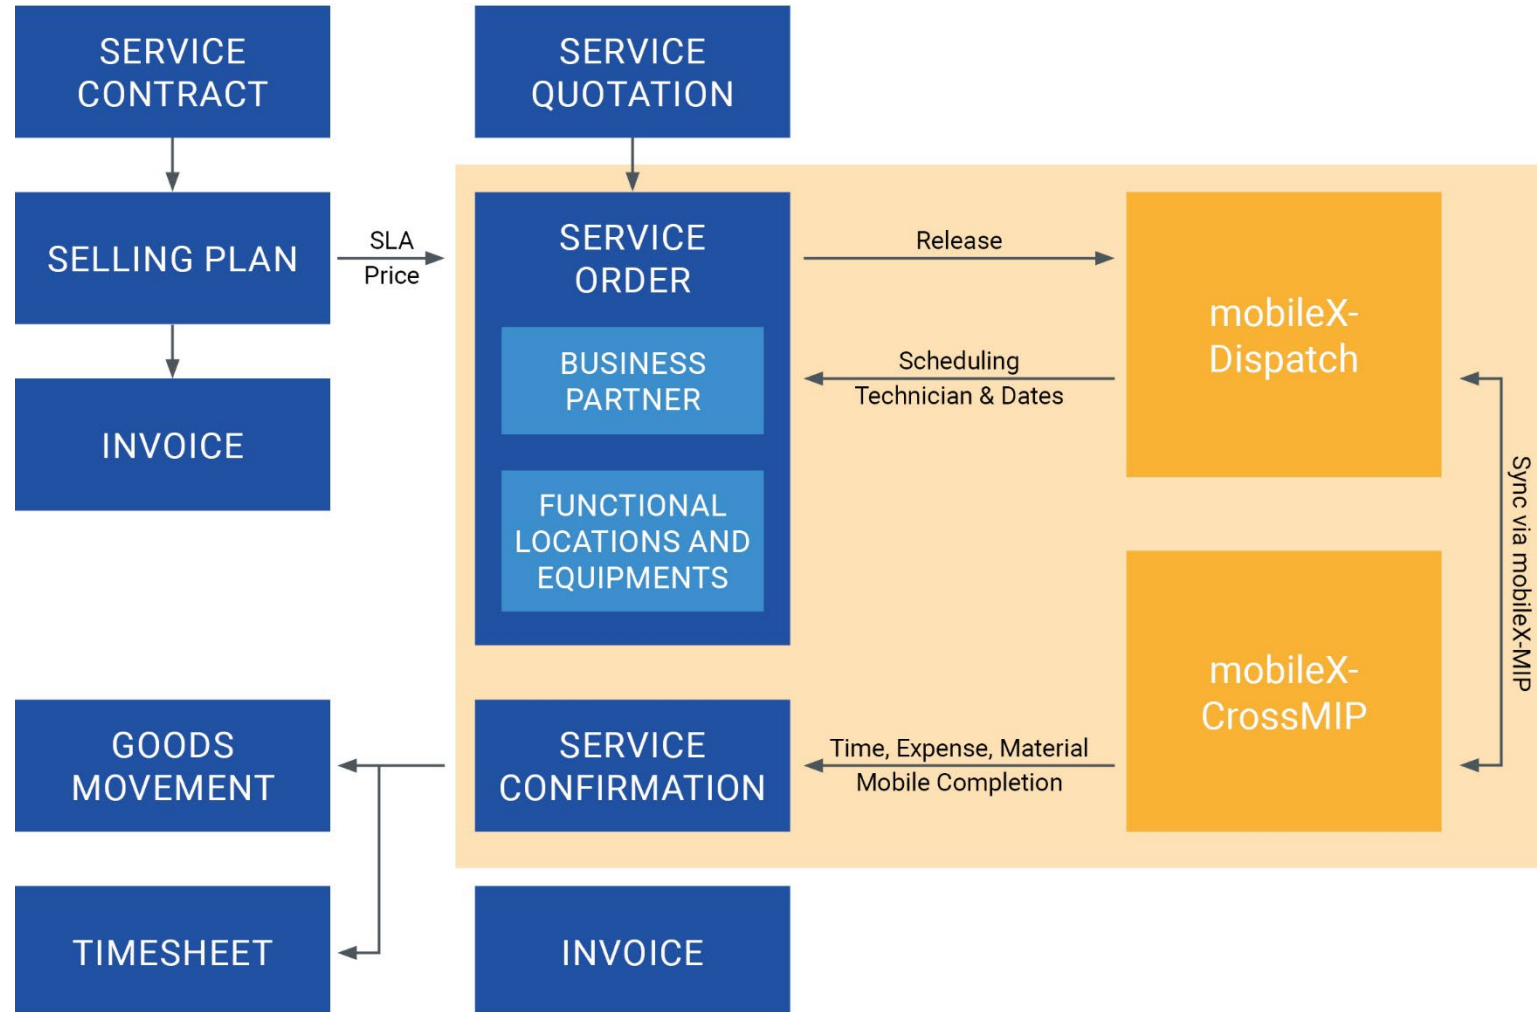 SERVICE
CONTRACT
SERVICE
QUOTATION
SELLING PLAN
SLA
Price
SERVICE
ORDER
Release
mobileX-
Dispatch
BUSINESS
PARTNER
Scheduling
Technician & Dates
INVOICE
FUNCTIONAL
LOCATIONS AND
EQUIPMENTS
Sync via mobileX-MIP
mobileX-
CrossMIP
GOODS
MOVEMENT
SERVICE
CONFIRMATION
Time, Expense, Material
Mobile Completion
TIMESHEET
INVOICE